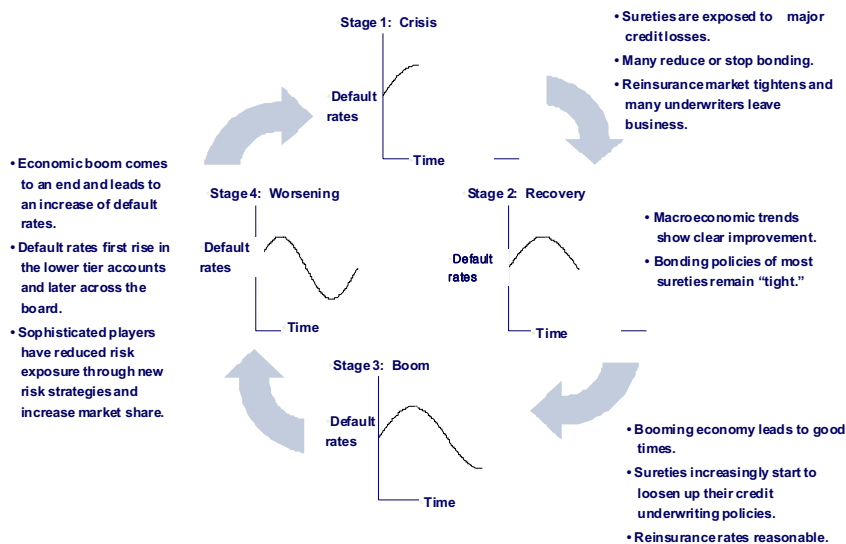 Stage 1: Crisis
Default
rates
Time
• Sureties are exposed to major
credit losses.
• Many reduce or stop bonding.
• Reinsurance market tightens and
many underwriters leave
business.
Stage 2: Recovery
Default
rates
Time
• Macroeconomic trends
show clear improvement.
• Bonding policies of most
sureties remain “tight.”
Stage 3: Boom
Default
rates
Time
• Booming economy leads to good
times.
• Sureties increasingly start to
loosen up their credit
underwriting policies.
• Reinsurance rates reasonable.
Stage 4: Worsening
Default
rates
Time
• Economic boom comes
to an end and leads to
an increase of default
rates.
• Default rates first rise in
the lower tier accounts
and later across the
board.
• Sophisticated players
have reduced risk
exposure through new
risk strategies and
increase market share.